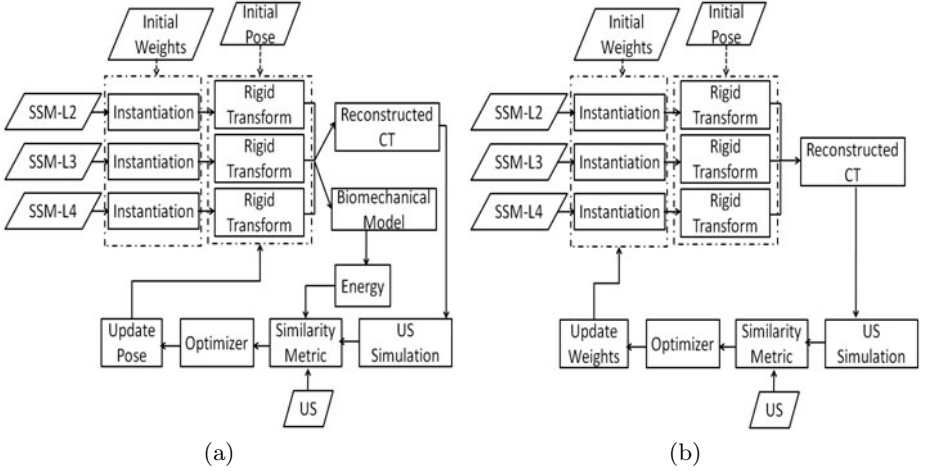 Initial
Weights
Initial
Pose
SSM-L2
Instantiation
Rigid
Transform
SSM-L3
Instantiation
Rigid
Transform
SSM-L4
Instantiation
Rigid
Transform
Reconstructed
CT
Biomechanical
Model
Energy
Update
Pose
Optimizer
Similarity
Metric
US
Simulation
US
(a)
Initial
Weights
Initial
Pose
SSM-L2
Instantiation
Rigid
Transform
SSM-L3
Instantiation
Rigid
Transform
SSM-L4
Instantiation
Rigid
Transform
Reconstructed
CT
Update
Weights
Optimizer
Similarity
Metric
US
Simulation
US
(b)